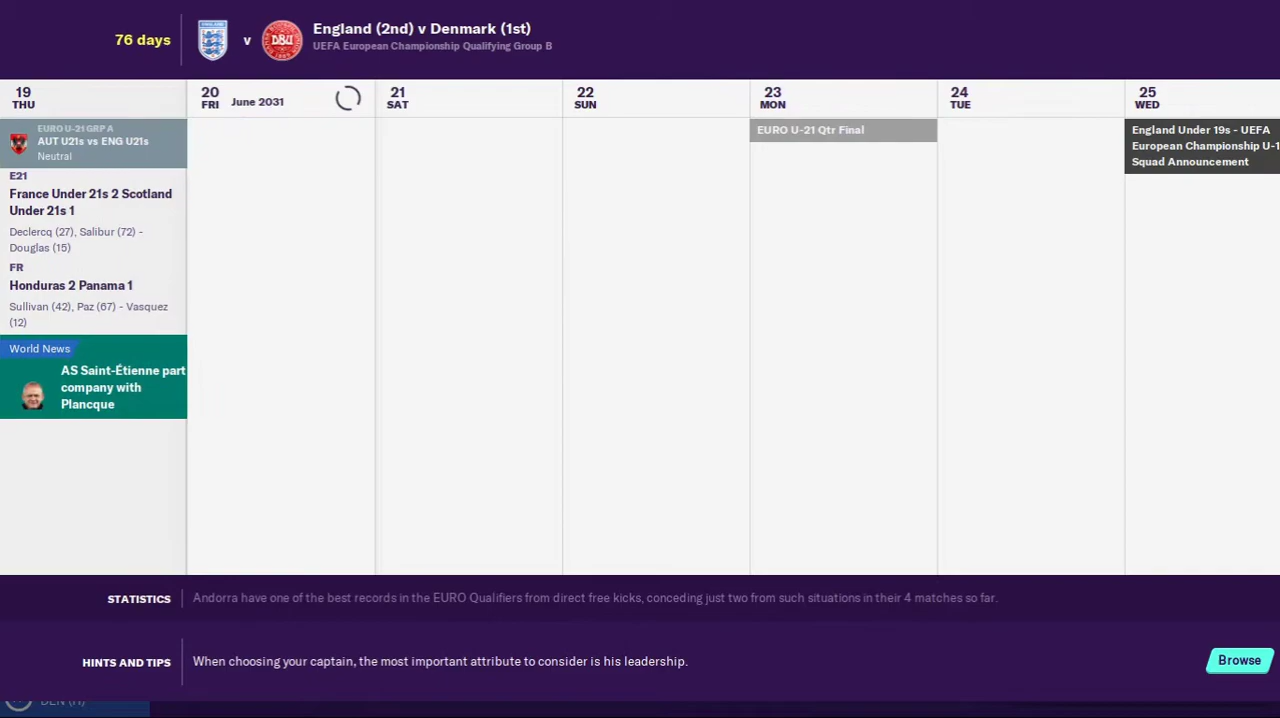 76 days
v
England (2nd) v Denmark (1st)
UEFA European Championship Qualifying Group B
19
THU
20
FRI June 2031
21
SAT
22
SUN
23
MON
24
TUE
25
WED
EURO U-21 GRP A
AUT U21s vs ENG U21s
Neutral
E21
France Under 21s 2 Scotland
Under 21s 1
Declercq (27), Salibur (72) -
Douglas (15)
FR
Honduras 2 Panama 1
Sullivan (42), Paz (67) - Vasquez
(12)
World News
AS Saint-Étienne part
company with
Plancque
EURO U-21 Qtr Final
England Under 19s - UEFA
European Championship U-1
Squad Announcement
STATISTICS
Andorra have one of the best records in the EURO Qualifiers from direct free kicks, conceding just two from such situations in their 4 matches so far.
HINTS AND TIPS
When choosing your captain, the most important attribute to consider is his leadership.
Browse
DEN (H)